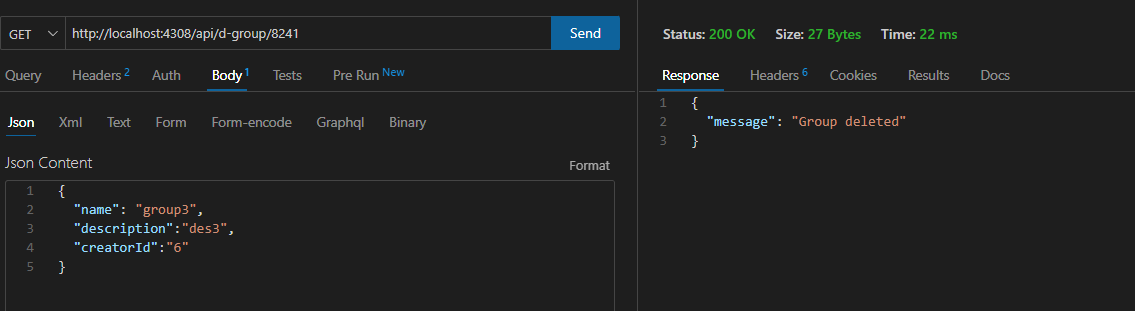 GET http://localhost:4308/api/d-group/8241 Send
Status: 200 OK Size: 27 Bytes Time: 22 ms
Query Headers 2 Auth Body 1 Tests Pre Run New
Response Headers 6 Cookies Results Docs
Json Xml Text Form Form-encode Graphql Binary
Json Content Format
1 {
2 "name": "group3",
3 "description":"des3",
4 "creatorId":"6"
5 }
1 {
2 "message": "Group deleted"
3 }